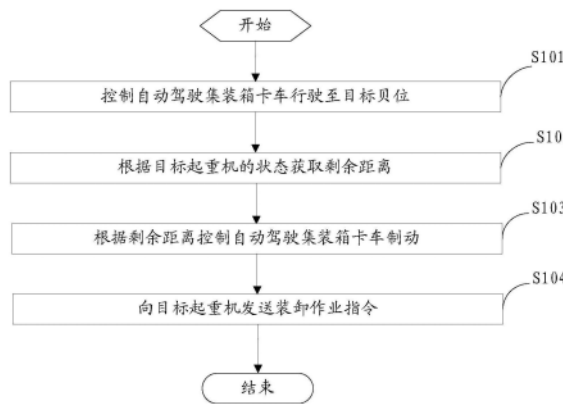 开始
S101
控制自动驾驶集装箱卡车行驶至目标贝位
S10
根据目标起重机的状态获取剩余距离
S103
根据剩余距离控制自动驾驶集装箱卡车制动
S104
向目标起重机发送装卸作业指令
结束